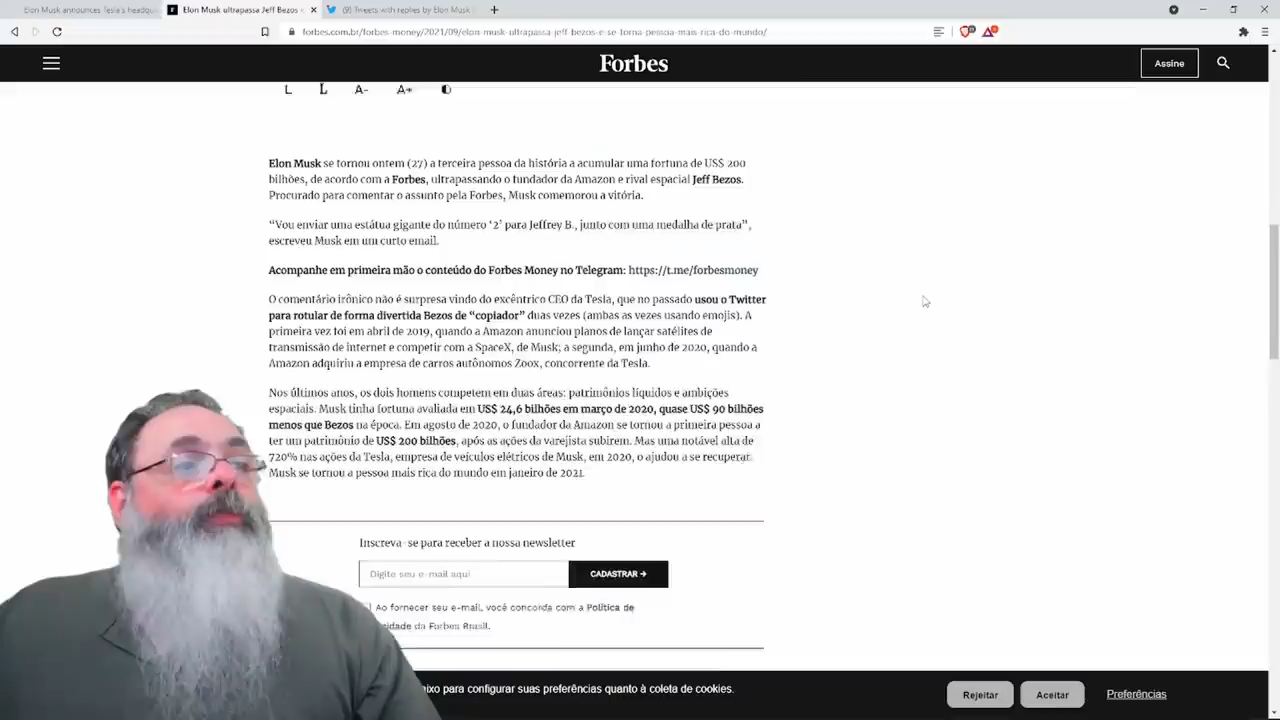 Elon Musk announces Tesla's headqu
Elon Musk ultrapassa Jeff Bezos e
(9) Tweets with replies by Elon Musk
forbes.com.br/forbes-money/2021/09/elon-musk-ultrapassa-jeff-bezos-e-se-torna-pessoa-mais-rica-do-mundo/
Forbes
Assine
L L A- A+
Elon Musk se tornou ontem (27) a terceira pessoa da história a acumular uma fortuna de US$ 200
bilhões, de acordo com a Forbes, ultrapassando o fundador da Amazon e rival espacial Jeff Bezos.
Procurado para comentar o assunto pela Forbes, Musk comemorou a vitória.
“Vou enviar uma estátua gigante do número ‘2’ para Jeffrey B., junto com uma medalha de prata”,
escreveu Musk em um curto email.
Acompanhe em primeira mão o conteúdo do Forbes Money no Telegram: https://t.me/forbesmoney
O comentário irônico não é surpresa vindo do excêntrico CEO da Tesla, que no passado usou o Twitter
para rotular de forma divertida Bezos de “copiador” duas vezes (ambas as vezes usando emojis). A
primeira vez foi em abril de 2019, quando a Amazon anunciou planos de lançar satélites de
transmissão de internet e competir com a SpaceX, de Musk; a segunda, em junho de 2020, quando a
Amazon adquiriu a empresa de carros autônomos Zoox, concorrente da Tesla.
Nos últimos anos, os dois homens competem em duas áreas: patrimônios líquidos e ambições
espaciais. Musk tinha fortuna avaliada em US$ 24,6 bilhões em março de 2020, quase US$ 90 bilhões
menos que Bezos na época. Em agosto de 2020, o fundador da Amazon se tornou a primeira pessoa a
ter um patrimônio de US$ 200 bilhões, após as ações da varejista subirem. Mas uma notável alta de
720% nas ações da Tesla, empresa de veículos elétricos de Musk, em 2020, o ajudou a se recuperar.
Musk se tornou a pessoa mais rica do mundo em janeiro de 2021.
Inscreva-se para receber a nossa newsletter
Digite seu e-mail aqui
CADASTRAR →
Ao fornecer seu e-mail, você concorda com a Política de
cidade da Forbes Brasil.
ixo para configurar suas preferências quanto à coleta de cookies.
Rejeitar
Aceitar
Preferências